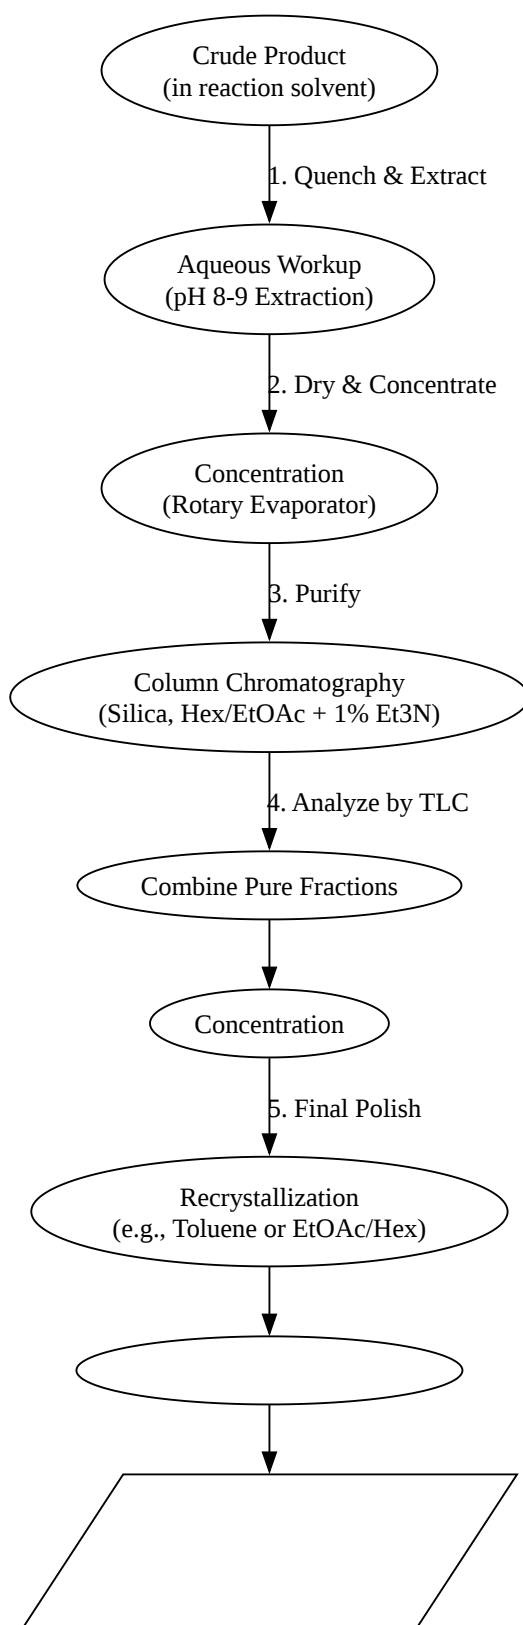 Crude Product
(in reaction solvent)
1. Quench & Extract
Aqueous Workup
(pH 8-9 Extraction)
2. Dry & Concentrate
Concentration
(Rotary Evaporator)
3. Purify
Column Chromatography
(Silica, Hex/EtOAc + 1% Et3N)
4. Analyze by TLC
Combine Pure Fractions
Concentration
5. Final Polish
Recrystallization
(e.g., Toluene or EtOAc/Hex)